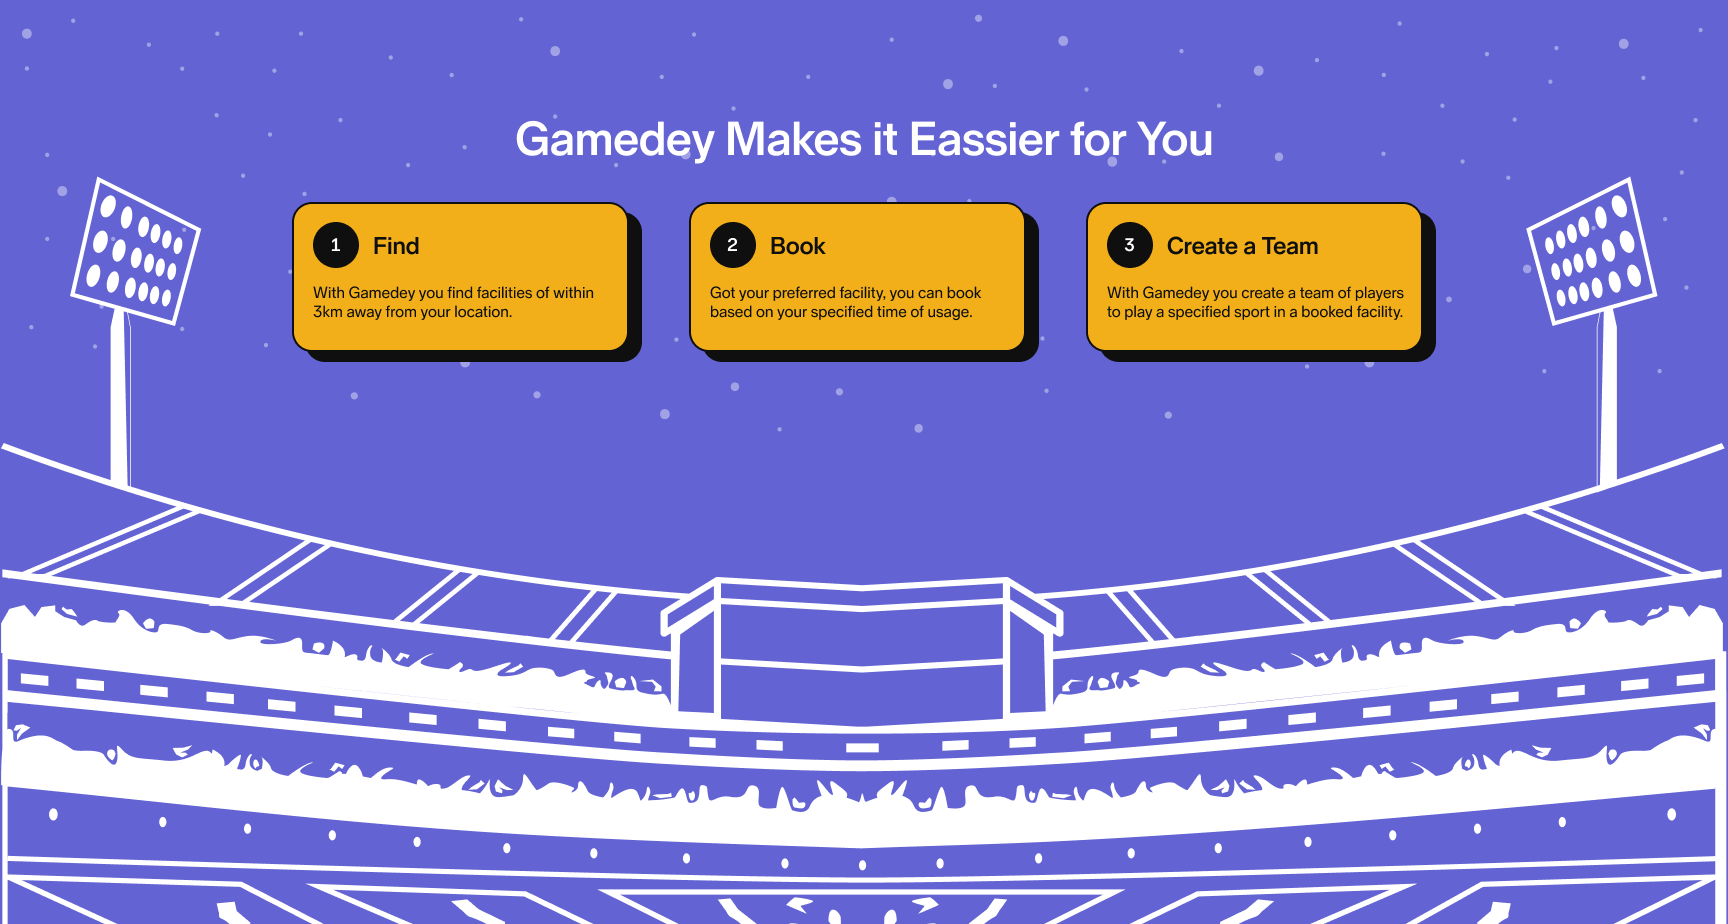 Gamedey Makes it Eassier for You
1 Find
With Gamedey you find facilities of within
3km away from your location.
2 Book
Got your preferred facility, you can book
based on your specified time of usage.
3 Create a Team
With Gamedey you create a team of players
to play a specified sport in a booked facility.